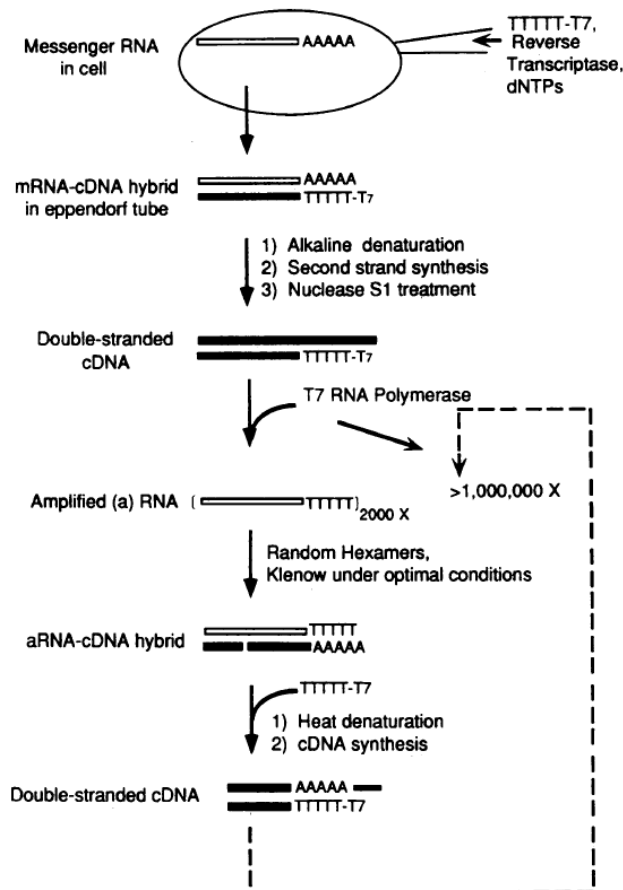 Messenger RNA
in cell
AAAAA
TTTTT-T7,
Reverse
Transcriptase,
dNTPs
mRNA-cDNA hybrid
in eppendorf tube
AAAAA
TTTTT-T7
1) Alkaline denaturation
2) Second strand synthesis
3) Nuclease S1 treatment
Double-stranded
cDNA
TTTTT-T7
T7 RNA Polymerase
>1,000,000 X
Amplified (a) RNA
TTTTT
2000 X
Random Hexamers,
Klenow under optimal conditions
aRNA-cDNA hybrid
TTTTT
AAAAA
TTTTT-T7
1) Heat denaturation
2) cDNA synthesis
Double-stranded cDNA
AAAAA
TTTTT-T7